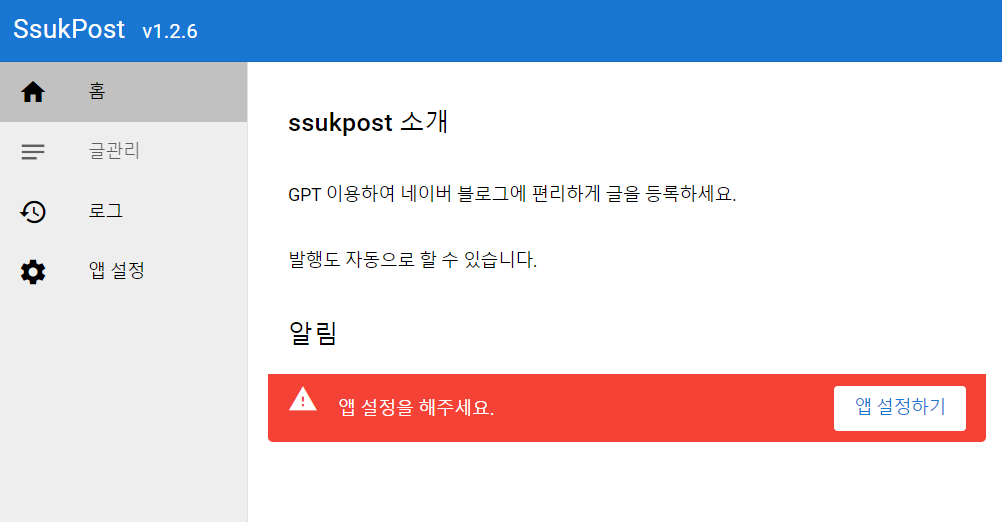 SsukPost v1.2.6
홈
글관리
로그
앱 설정
ssukpost 소개
GPT 이용하여 네이버 블로그에 편리하게 글을 등록하세요.
발행도 자동으로 할 수 있습니다.
알림
앱 설정을 해주세요.
앱 설정하기